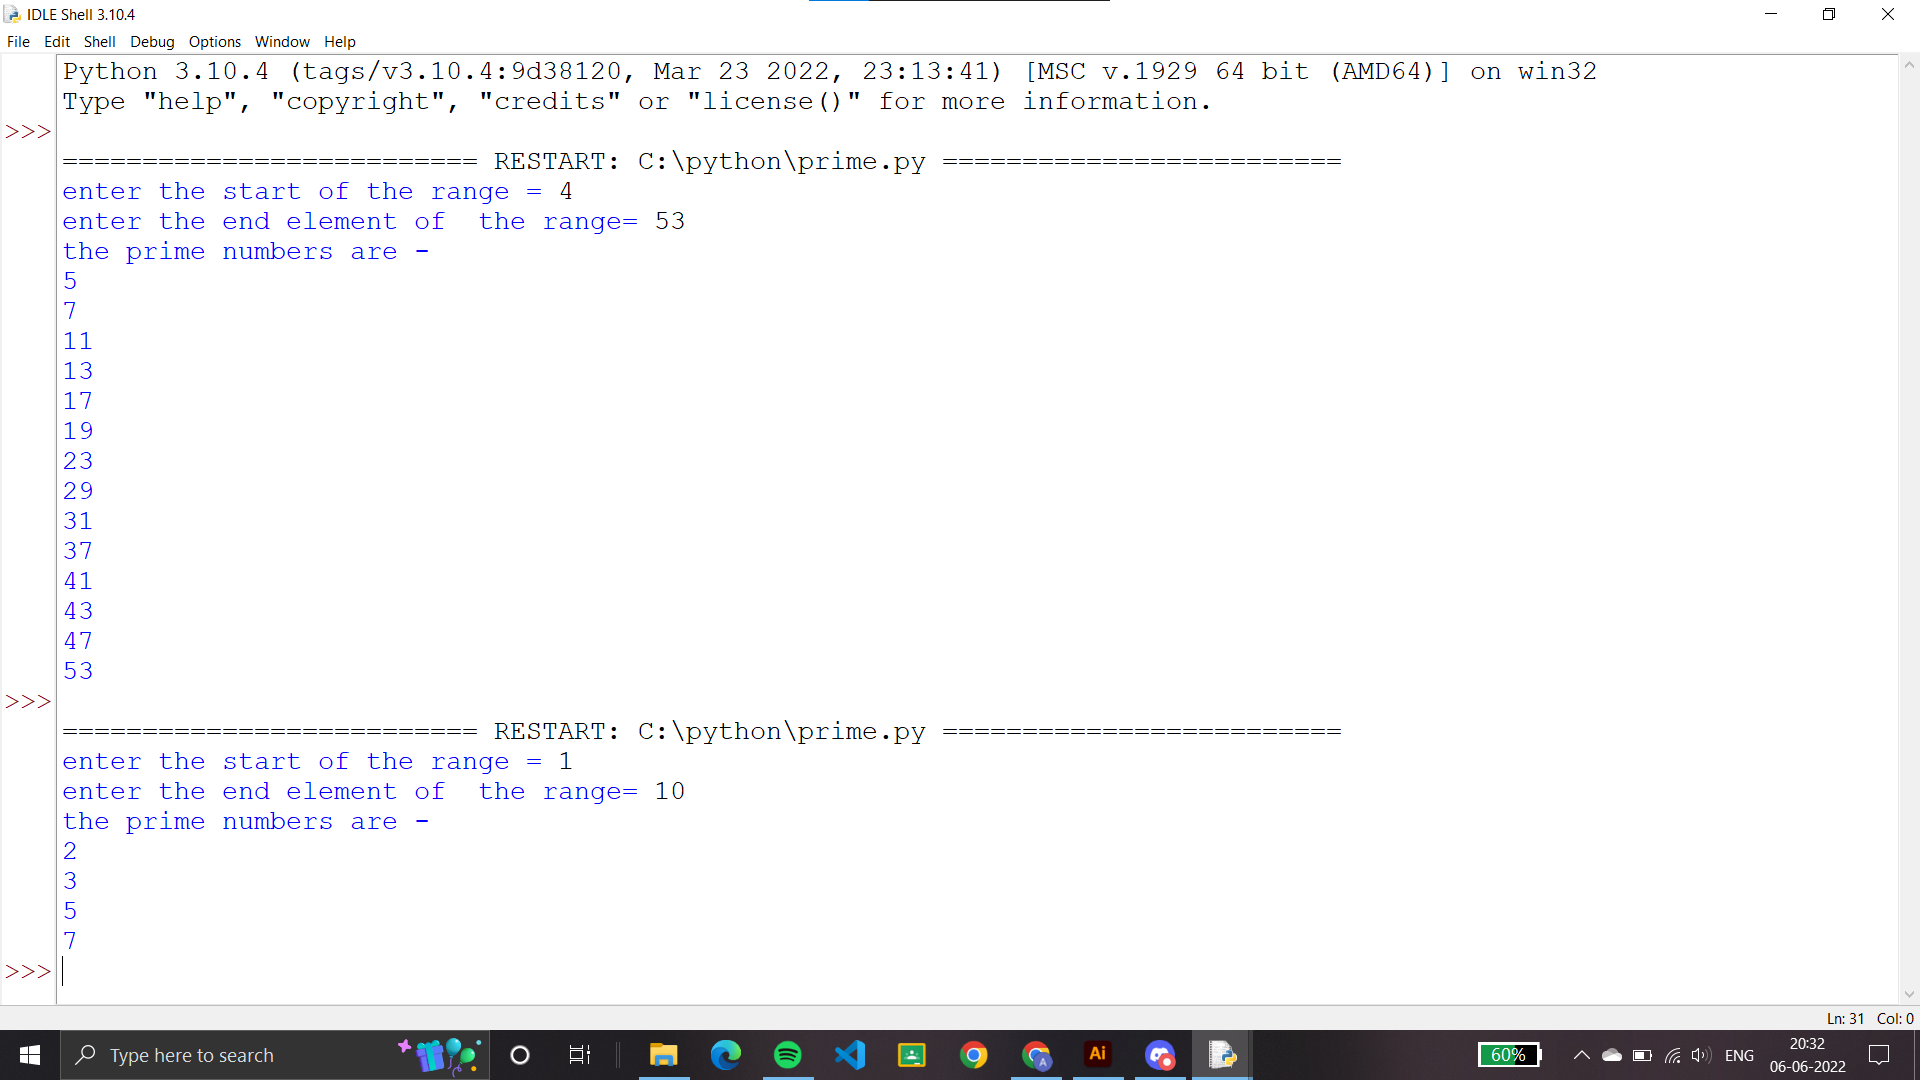 IDLE Shell 3.10.4
File Edit Shell Debug Options Window Help
Python 3.10.4 (tags/v3.10.4:9d38120, Mar 23 2022, 23:13:41) [MSC v.1929 64 bit (AMD64)] on win32
Type "help", "copyright", "credits" or "license()" for more information.
>>>
========================== RESTART: C:\python\prime.py =========================
enter the start of the range = 4
enter the end element of  the range= 53
the prime numbers are -
5
7
11
13
17
19
23
29
31
37
41
43
47
53
>>>
========================== RESTART: C:\python\prime.py =========================
enter the start of the range = 1
enter the end element of  the range= 10
the prime numbers are -
2
3
5
7
>>>
Ln: 31 Col: 0
Type here to search
A
Ai
60%
ENG
20:32
06-06-2022